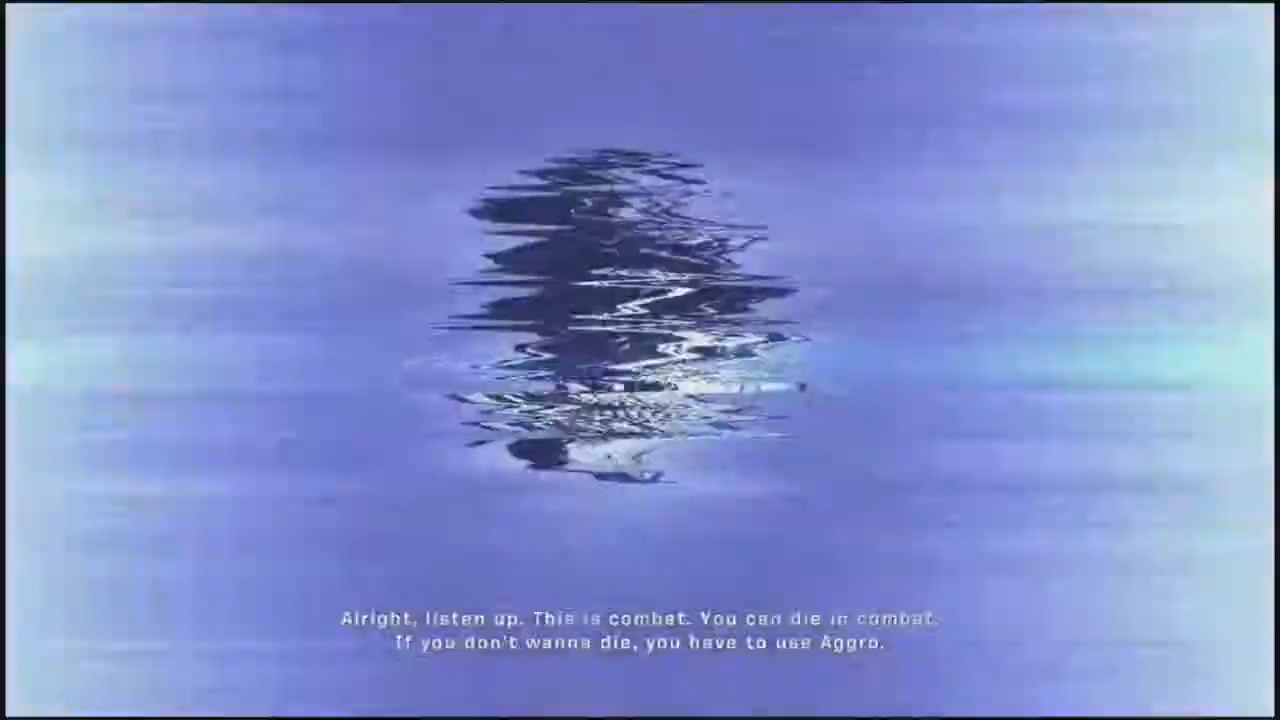 Alright, listen up. This is combat. You can die in combat.
If you don't wanna die, you have to use Aggro.